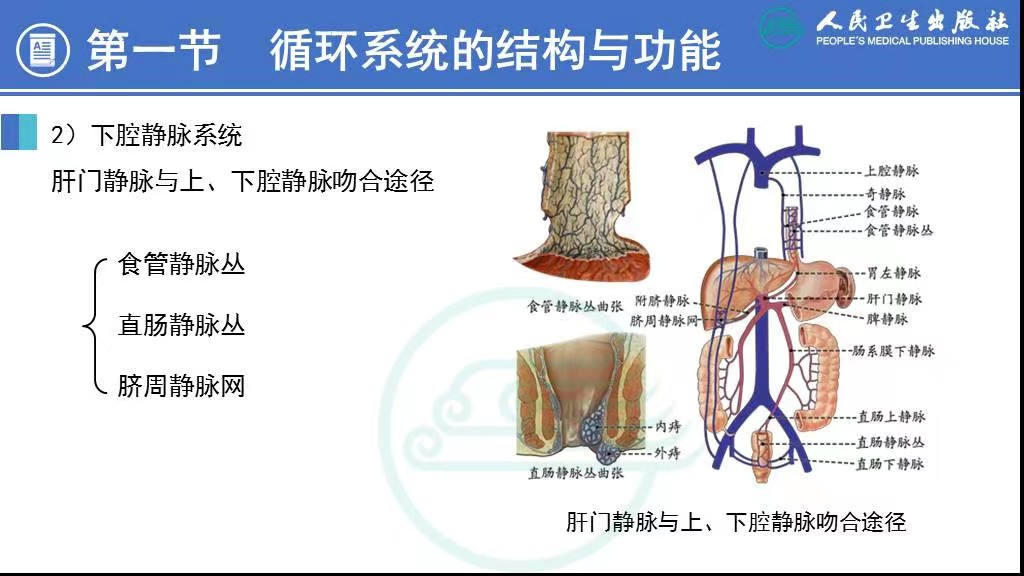 第一节 循环系统的结构与功能
人民卫生出版社
PEOPLE'S MEDICAL PUBLISHING HOUSE
2）下腔静脉系统
肝门静脉与上、下腔静脉吻合途径
食管静脉丛
直肠静脉丛
脐周静脉网
食管静脉丛曲张
内痔
外痔
直肠静脉丛曲张
上腔静脉
奇静脉
食管静脉
食管静脉丛
胃左静脉
附脐静脉
肝门静脉
脐周静脉网
脾静脉
肠系膜下静脉
直肠上静脉
直肠静脉丛
直肠下静脉
肝门静脉与上、下腔静脉吻合途径